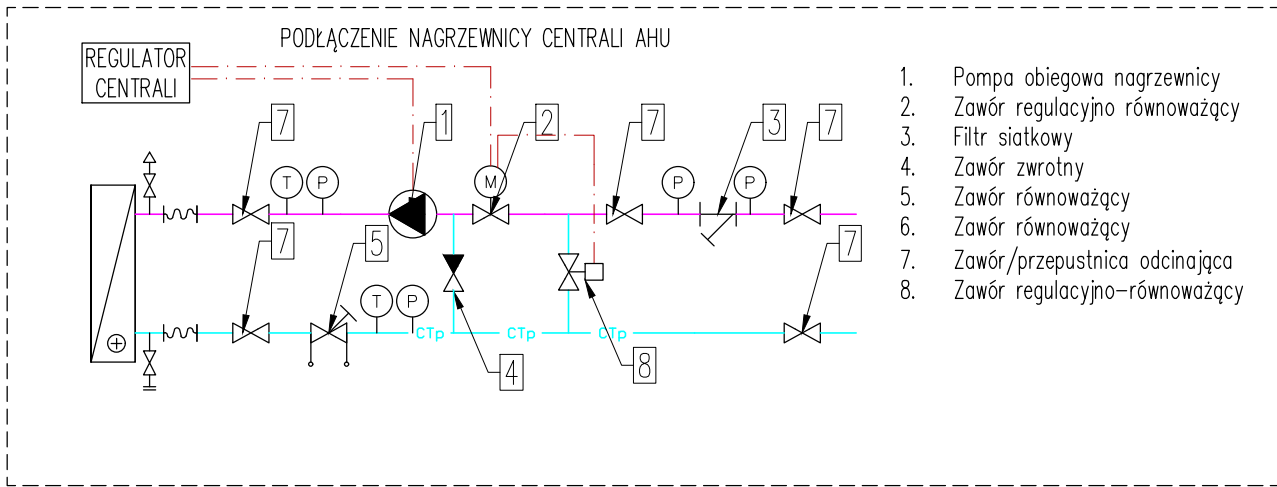 PODŁĄCZENIE NAGRZEWNICY CENTRALI AHU
REGULATOR
CENTRALI
7
1
2
7
3
7
T
P
M
P
P
7
5
7
T
P
CTp
CTp
CTp
4
8
1. Pompa obiegowa nagrzewnicy
2. Zawór regulacyjno równoważący
3. Filtr siatkowy
4. Zawór zwrotny
5. Zawór równoważący
6. Zawór równoważący
7. Zawór/przepustnica odcinająca
8. Zawór regulacyjno-równoważący